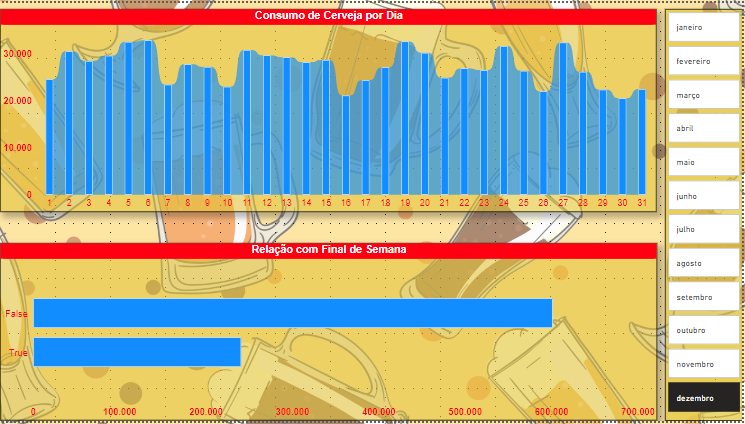 Consumo de Cerveja por Dia
30.000
20.000
10.000
0
1 2 3 4 5 6 7 8 9 10 11 12 13 14 15 16 17 18 19 20 21 22 23 24 25 26 27 28 29 30 31
Relação com Final de Semana
False
True
0 100.000 200.000 300.000 400.000 500.000 600.000 700.000
janeiro
fevereiro
março
abril
maio
junho
julho
agosto
setembro
outubro
novembro
dezembro